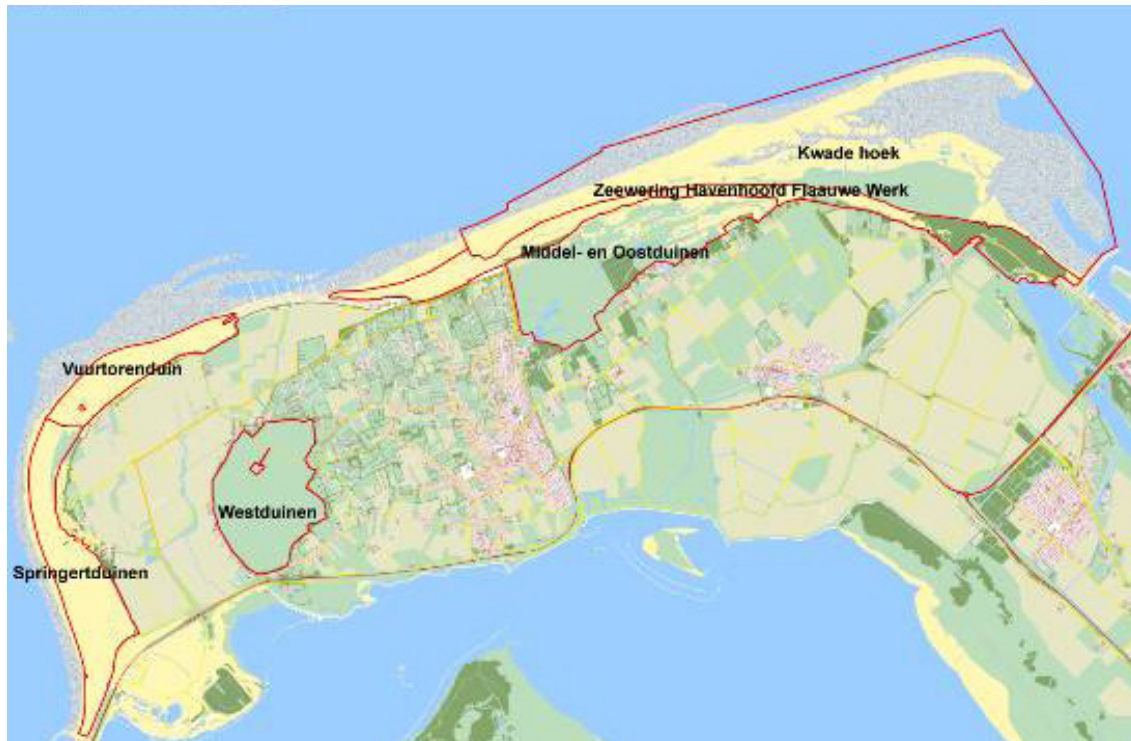 Kwade hoek
Zeewering Havenhoofd Flaauwe Werk
Middel- en Oostduinen
Vuurtorenduin
Westduinen
Springertduinen